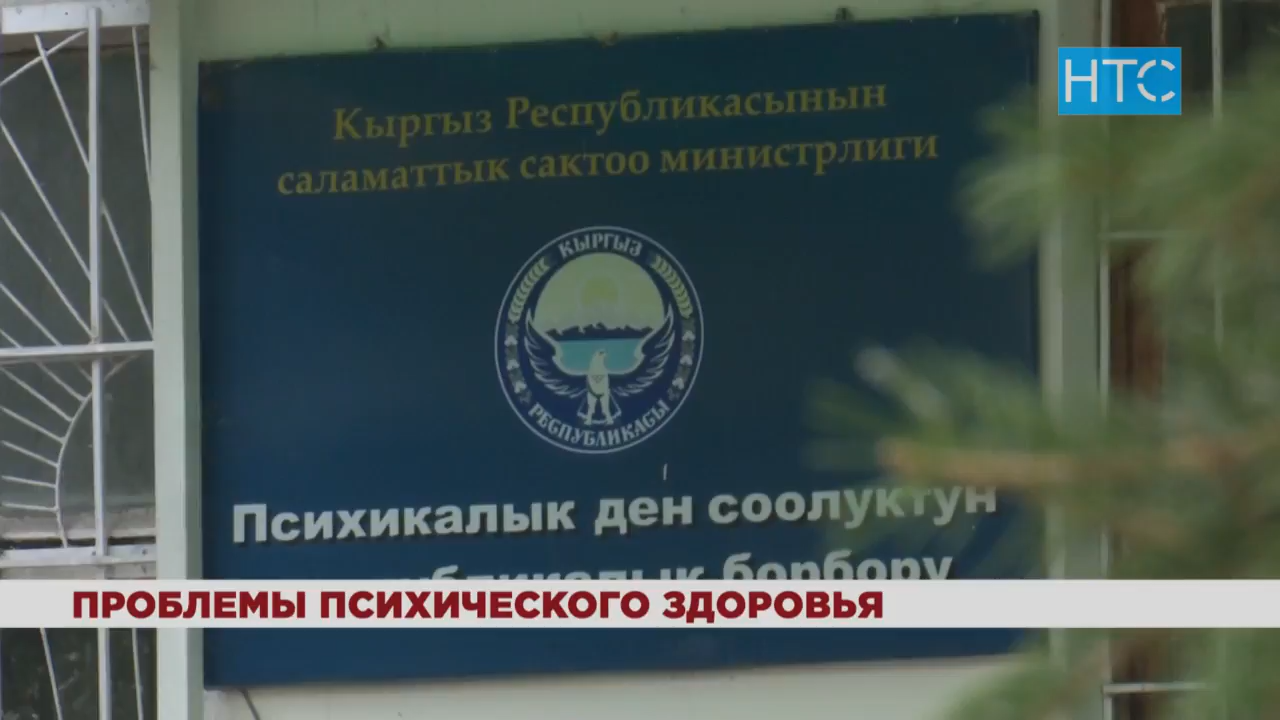 НТС
Кыргыз Республикасынын
саламаттык сактоо министрлиги
КЫРГЫЗ
РЕСПУБЛИКАСЫ
Психикалык ден соолуктун
борбору
ПРОБЛЕМЫ ПСИХИЧЕСКОГО ЗДОРОВЬЯ